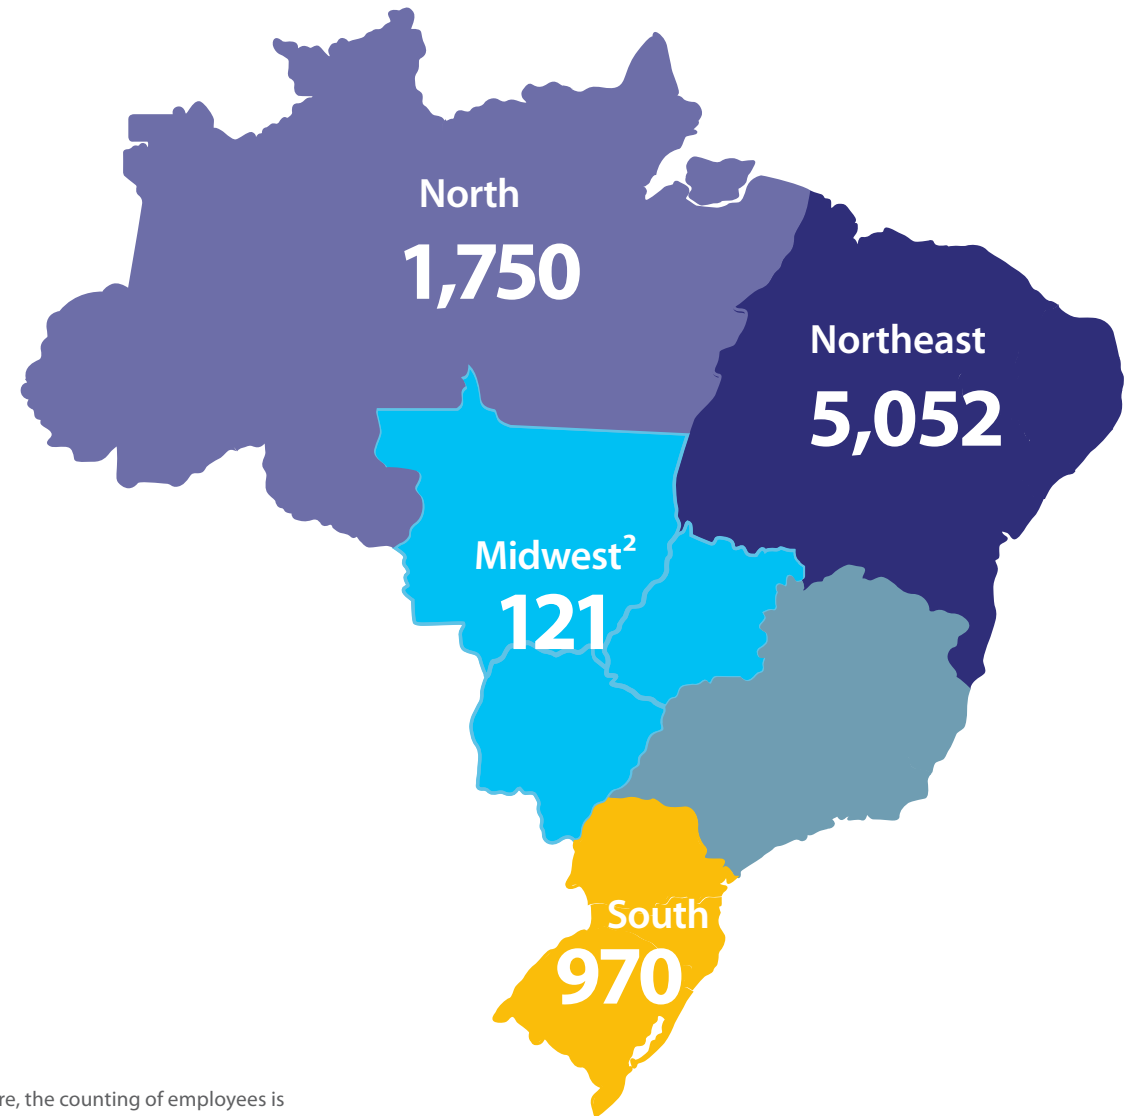 North
1,750
Northeast
5,052
Midwest²
121
South
970
re, the counting of employees is